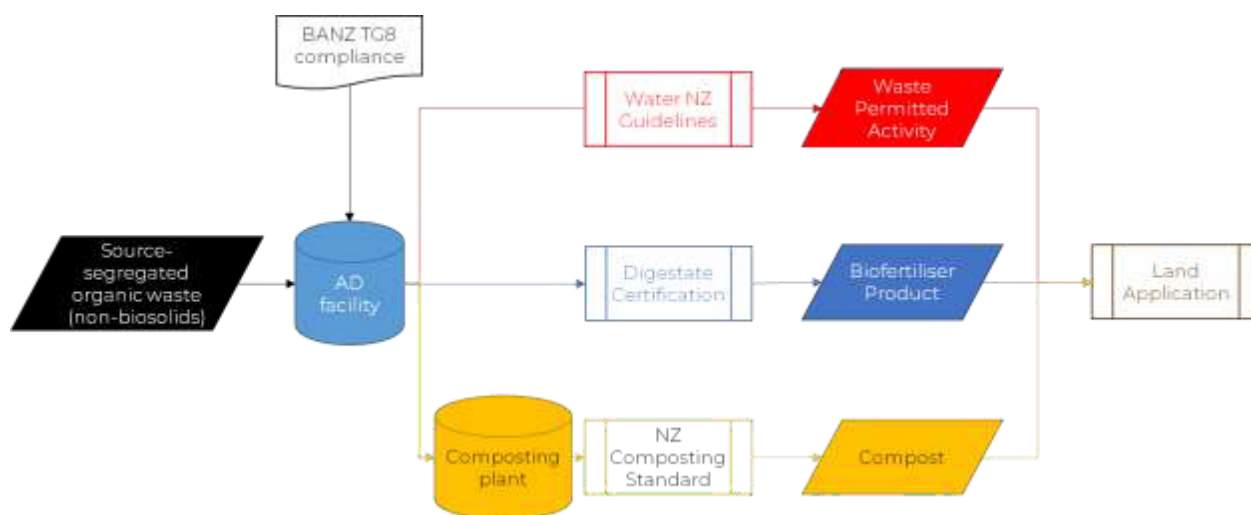 BANZ TG8
compliance
Water NZ
Guidelines
Waste
Permitted
Activity
Source-
segregated
organic waste
(non-biosolids)
AD
facility
Digestate
Certification
Biofertiliser
Product
Land
Application
Composting
plant
NZ
Composting
Standard
Compost